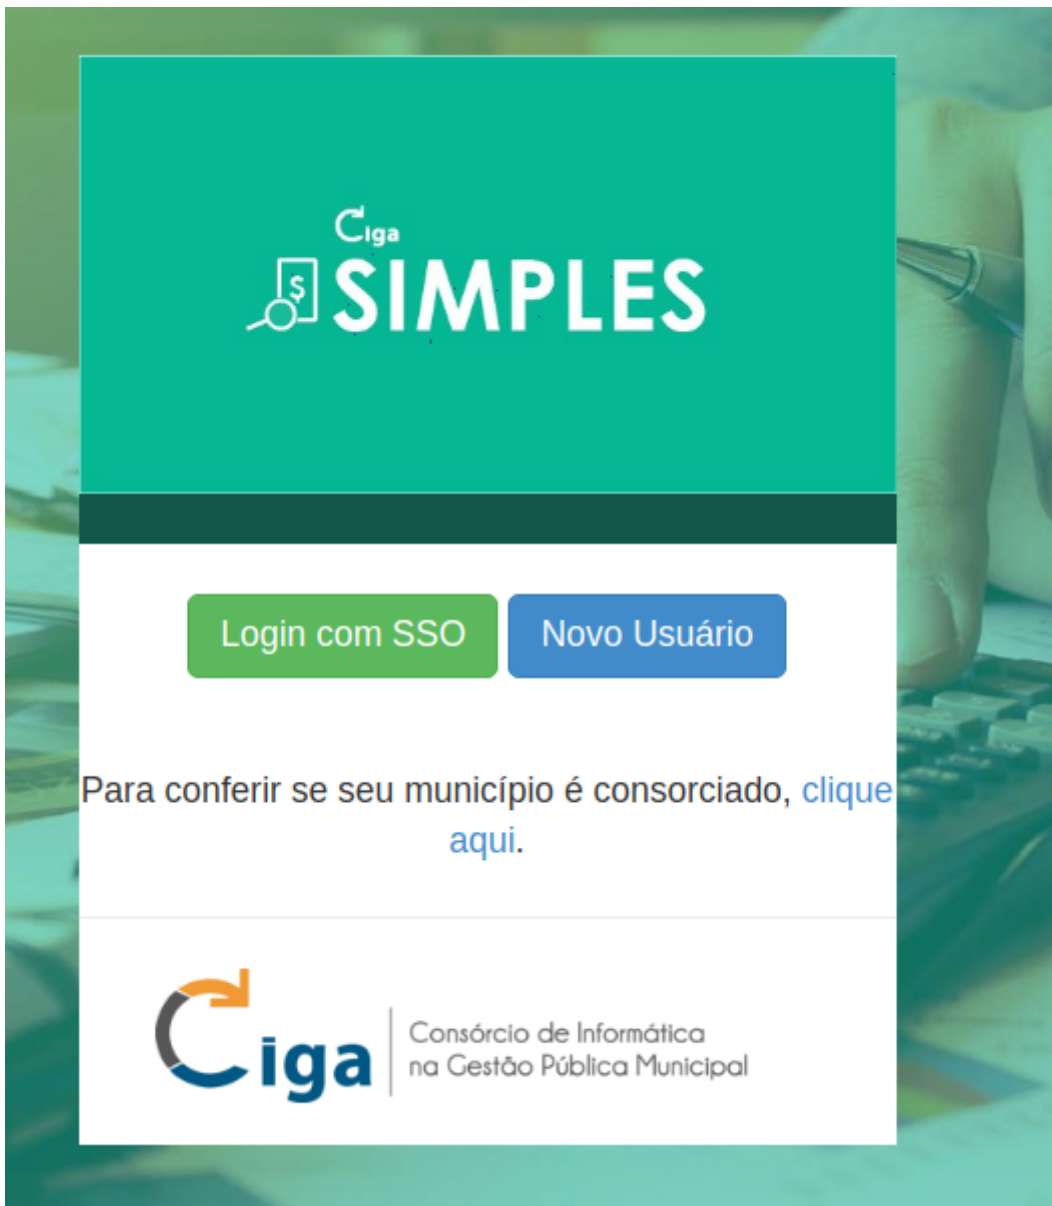 Ciga
$ SIMPLES
Login com SSO Novo Usuário
Para conferir se seu município é consorciado, clique
aqui.
Ciga
Consórcio de Informática
na Gestão Pública Municipal